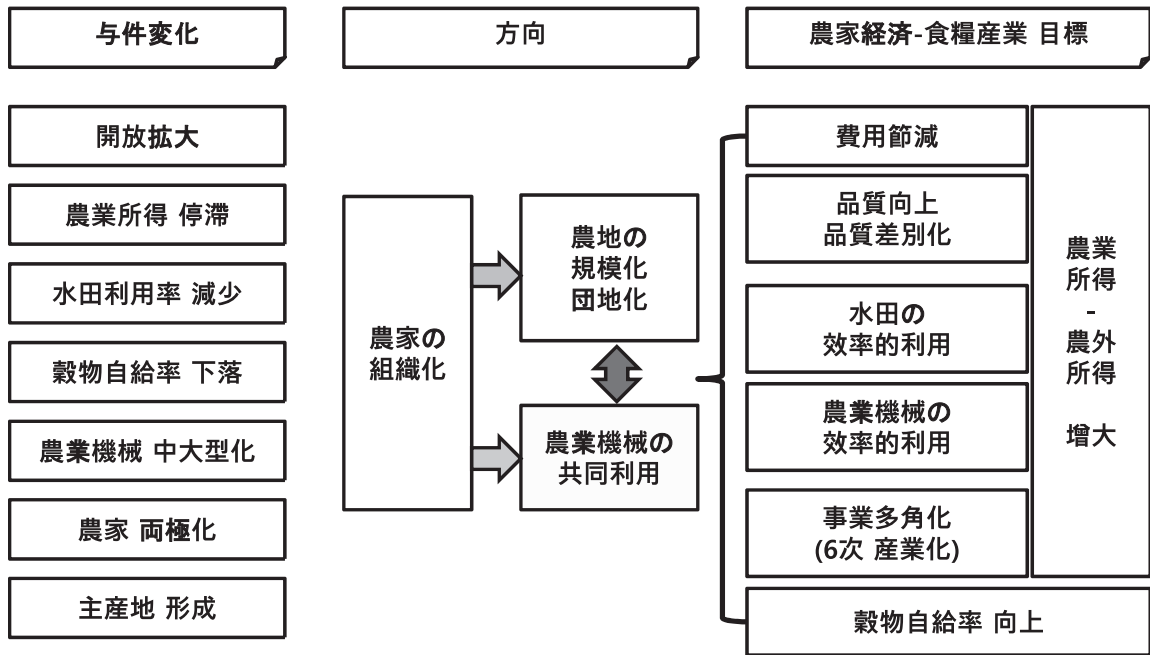 与件変化
方向
農家経済-食糧産業 目標
開放拡大
農業所得 停滞
水田利用率 減少
穀物自給率 下落
農業機械 中大型化
農家 両極化
主産地 形成
農家の
組織化
農地の
規模化
団地化
農業機械の
共同利用
費用節減
品質向上
品質差別化
水田の
効率的利用
農業機械の
効率的利用
事業多角化
(6次 産業化)
農業
所得
-
農外
所得
増大
穀物自給率 向上